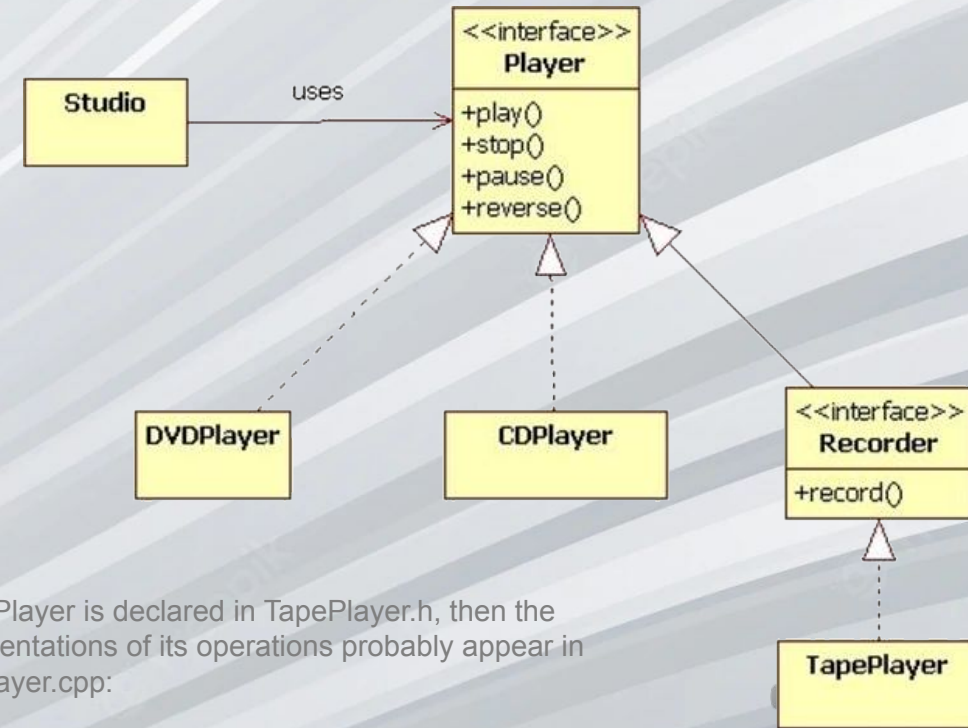 <<interface>>
Player
Studio
uses
+play()
+stop()
+pause()
+reverse()
DVDPlayer
CDPlayer
<<interface>>
Recorder
+record()
Player is declared in TapePlayer.h, then the
entations of its operations probably appear in
ayer.cpp:
TapePlayer